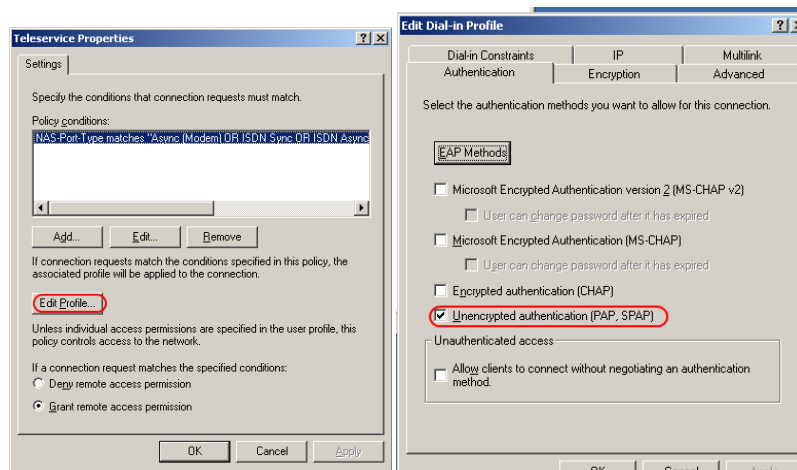 Teleservice Properties
Settings
Specify the conditions that connection requests must match.
Policy conditions:
NAS-Port-Type matches "Async (Modem) OR ISDN Sync OR ISDN Async
Add...
Edit...
Remove
If connection requests match the conditions specified in this policy, the
associated profile will be applied to the connection.
Edit Profile...
Unless individual access permissions are specified in the user profile, this
policy controls access to the network.
If a connection request matches the specified conditions:
Deny remote access permission
Grant remote access permission
OK
Cancel
Apply
Edit Dial-in Profile
Dial-in Constraints
IP
Multilink
Authentication
Encryption
Advanced
Select the authentication methods you want to allow for this connection.
EAP Methods
Microsoft Encrypted Authentication version 2 (MS-CHAP v2)
User can change password after it has expired
Microsoft Encrypted Authentication (MS-CHAP)
User can change password after it has expired
Encrypted authentication (CHAP)
Unencrypted authentication (PAP, SPAP)
Unauthenticated access
Allow clients to connect without negotiating an authentication
method.
OK
Cancel
Apply